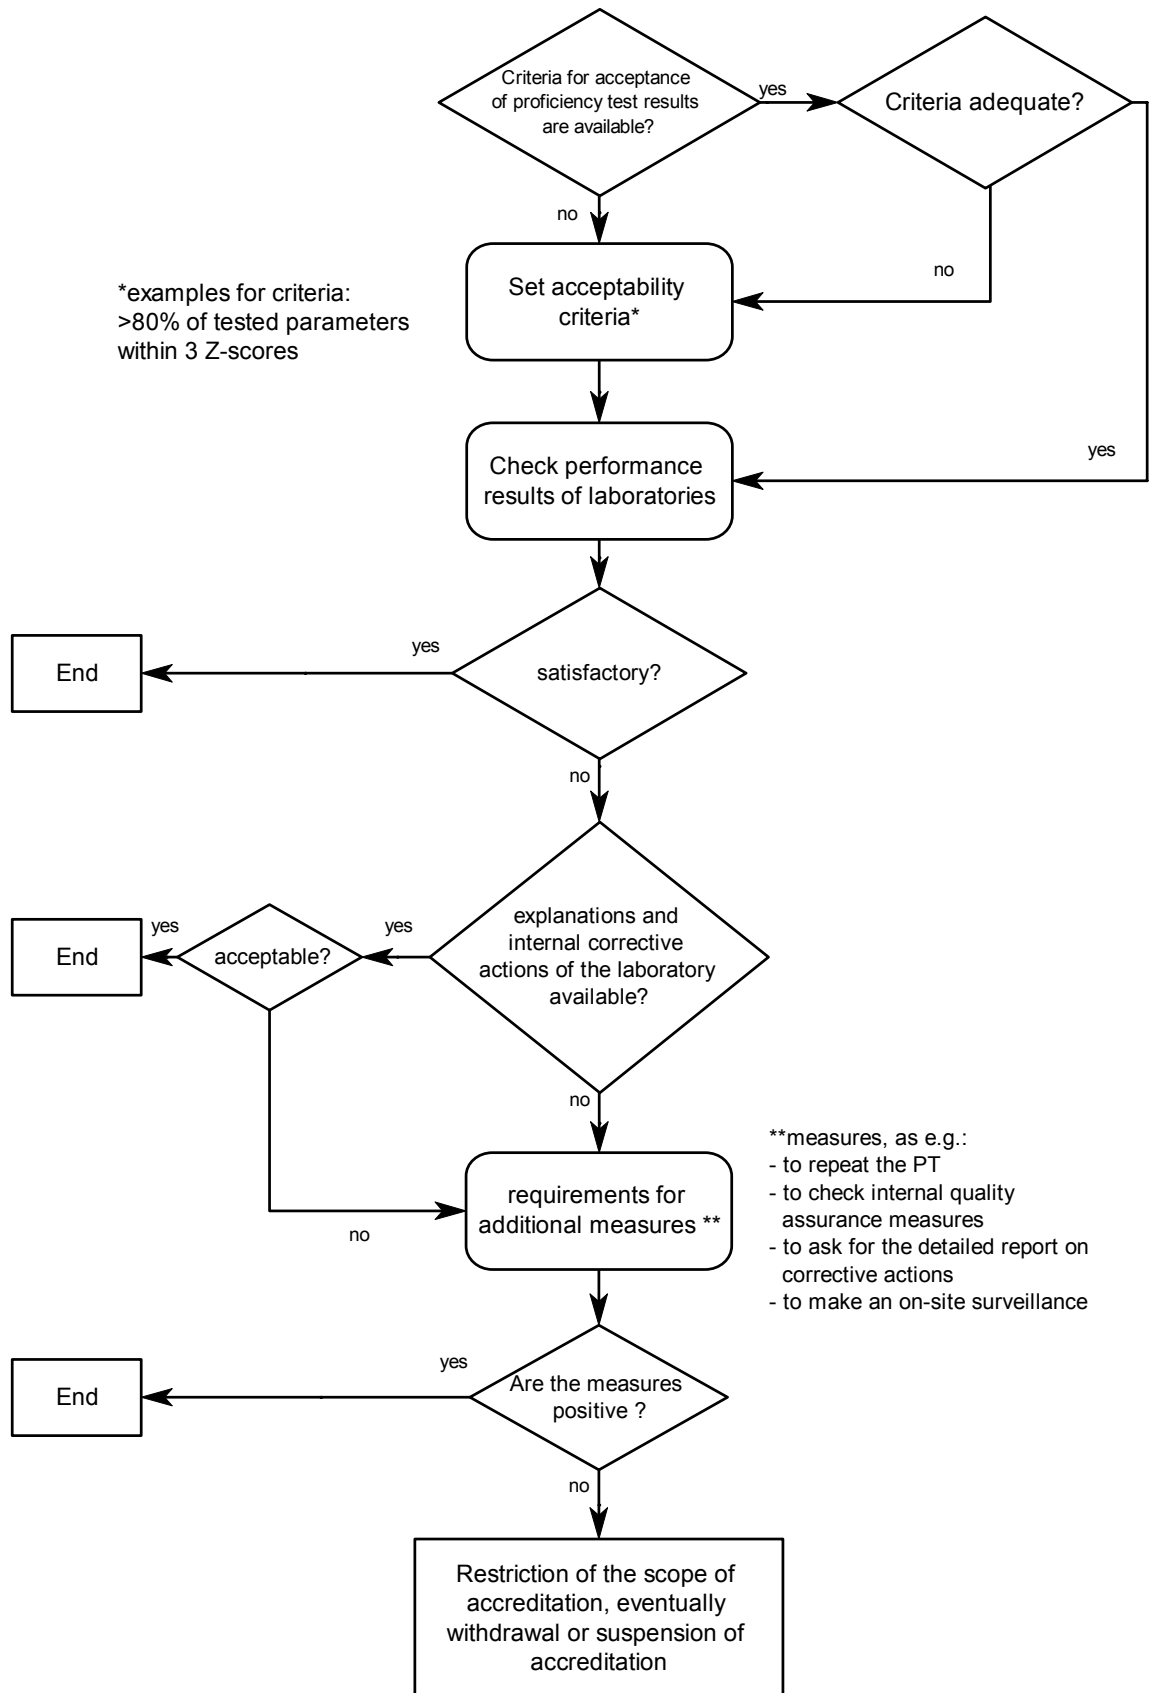 Criteria for acceptance
of proficiency test results
are available?
yes
Criteria adequate?
no
no
Set acceptability
criteria*
*examples for criteria:
>80% of tested parameters
within 3 Z-scores
yes
Check performance
results of laboratories
yes
End
satisfactory?
no
End
yes
acceptable?
yes
explanations and
internal corrective
actions of the laboratory
available?
no
**measures, as e.g.:
- to repeat the PT
- to check internal quality
assurance measures
- to ask for the detailed report on
corrective actions
- to make an on-site surveillance
requirements for
additional measures **
no
yes
End
Are the measures
positive ?
no
Restriction of the scope of
accreditation, eventually
withdrawal or suspension of
accreditation